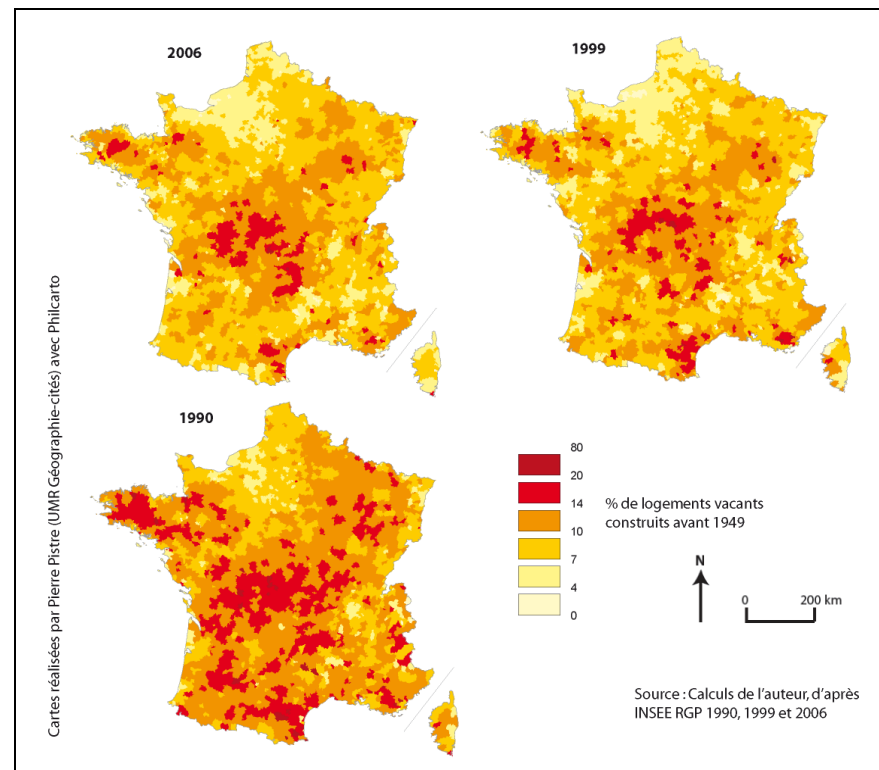 2006
1999
1990
Cartes réalisées par Pierre Pistre (UMR Géographie-cités) avec Philcarto
80
20
14
10
7
4
0
% de logements vacants
construits avant 1949
N
0 200 km
Source : Calculs de l'auteur, d'après
INSEE RGP 1990, 1999 et 2006